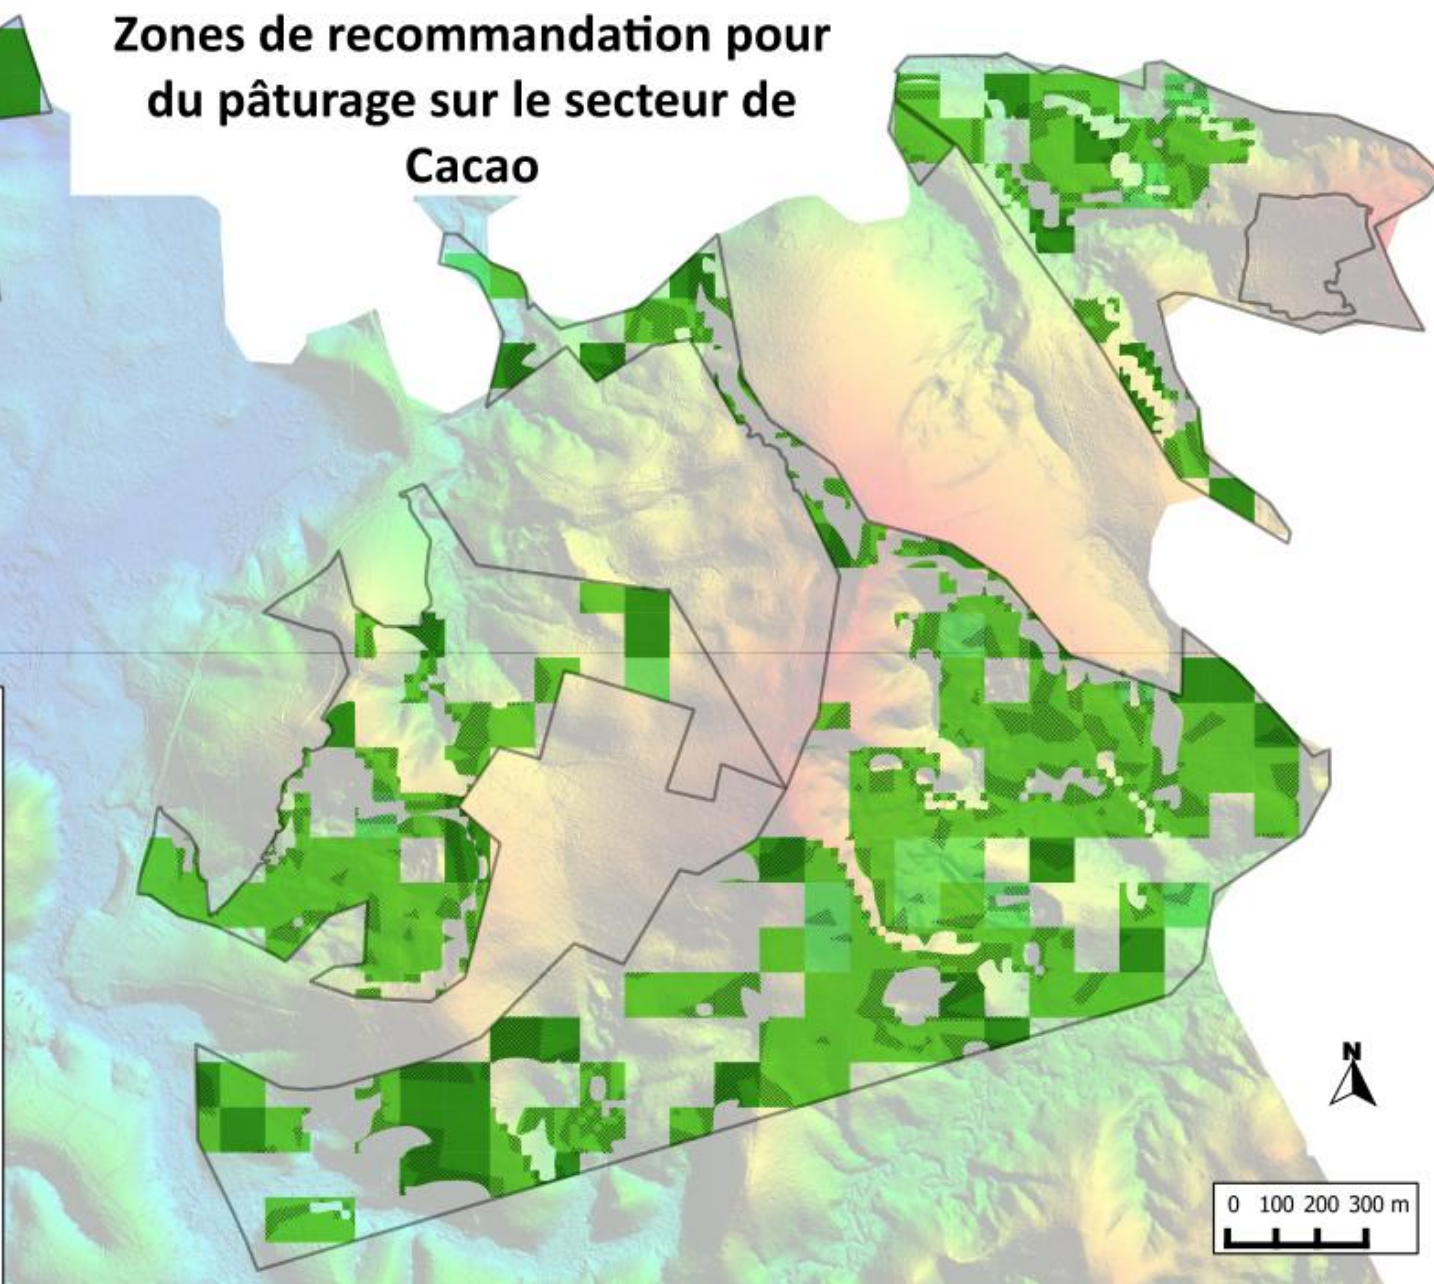 Zones de recommandation pour
du pâturage sur le secteur de
Cacao
N
0 100 200 300 m